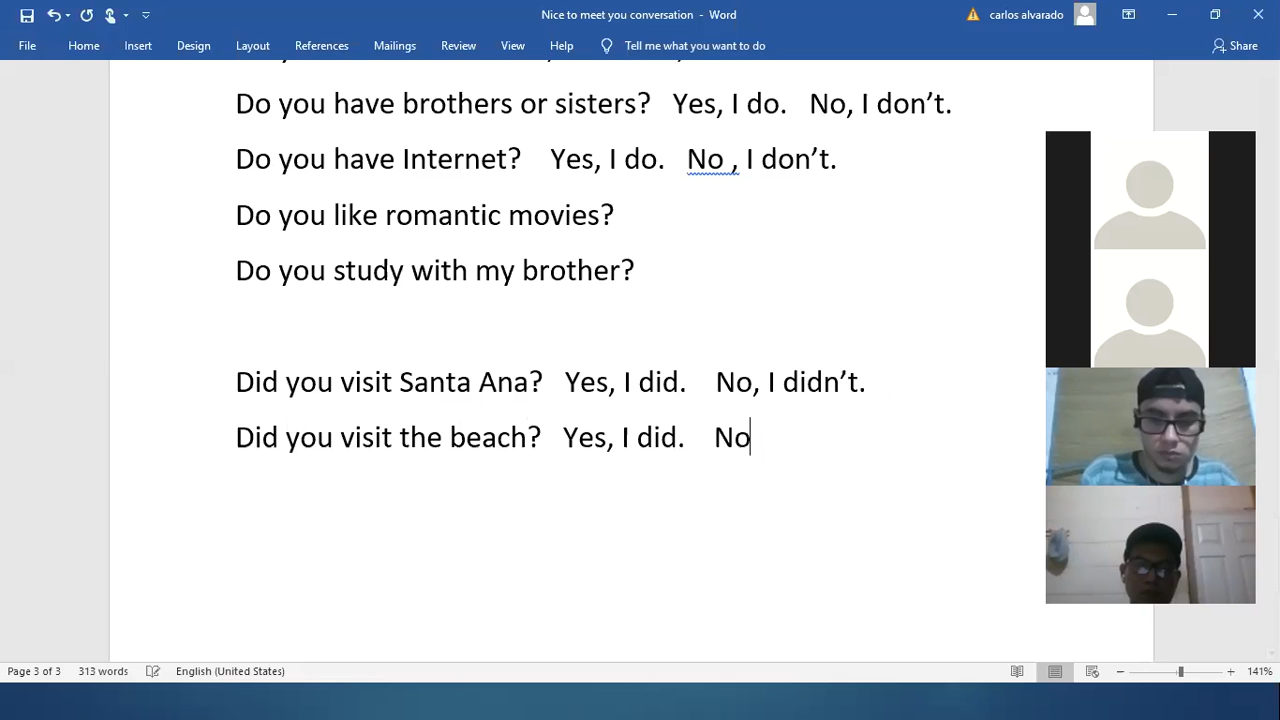 Nice to meet you conversation - Word
carlos alvarado
File Home Insert Design Layout References Mailings Review View Help Tell me what you want to do Share
Do you have brothers or sisters? Yes, I do. No, I don't.
Do you have Internet? Yes, I do. No , I don't.
Do you like romantic movies?
Do you study with my brother?
Did you visit Santa Ana? Yes, I did. No, I didn't.
Did you visit the beach? Yes, I did. No
Page 3 of 3 313 words English (United States) 141%